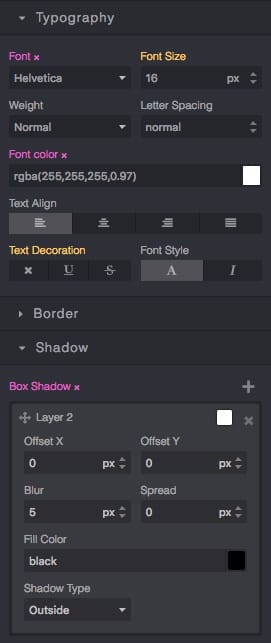 Typography
Font × Font Size
Helvetica 16 px
Weight Letter Spacing
Normal normal
Font color ×
rgba(255,255,255,0.97)
Text Align
Text Decoration Font Style
× U S A I
Border
Shadow
Box Shadow × +
Layer 2 ×
Offset X Offset Y
0 px 0 px
Blur Spread
5 px 0 px
Fill Color
black
Shadow Type
Outside